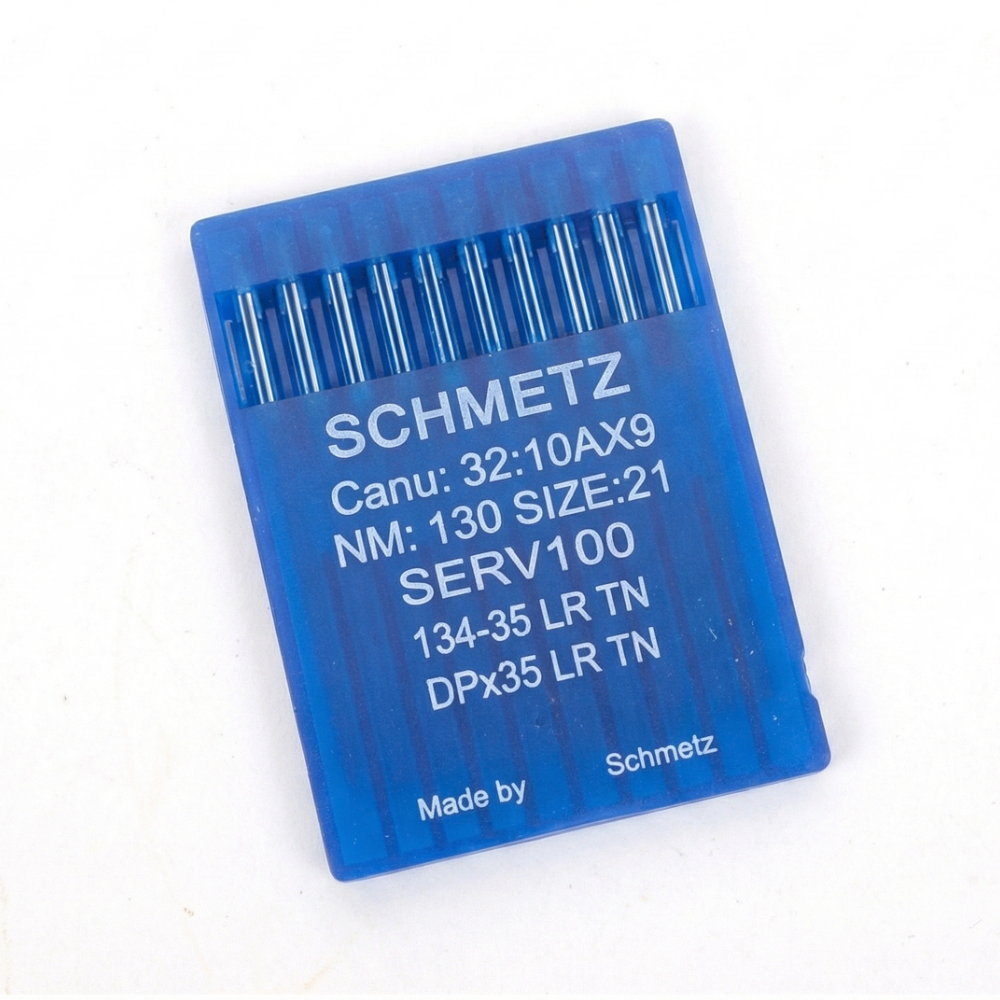 SCHMETZ
Canu: 32:10AX9
NM: 130 SIZE:21
SERV100
134-35 LR TN
DPx35 LR TN
Made by Schmetz